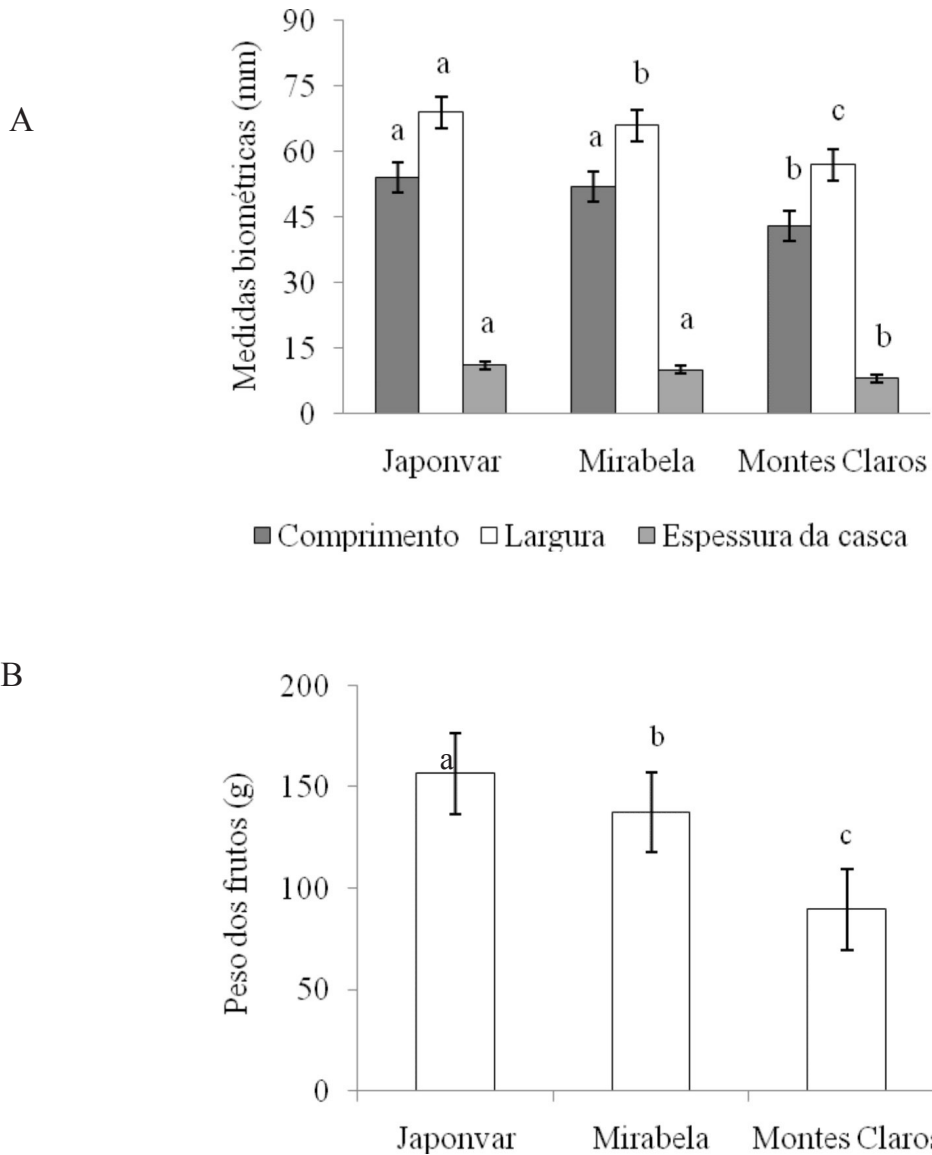 A
Medidas biométricas (mm)
90
75
60
45
30
15
0
a a a
a b a
b c b
Japonvar Mirabela Montes Claros
Comprimento Largura Espessura da casca
B
Peso dos frutos (g)
200
150
100
50
0
a b c
Japonvar Mirabela Montes Claros